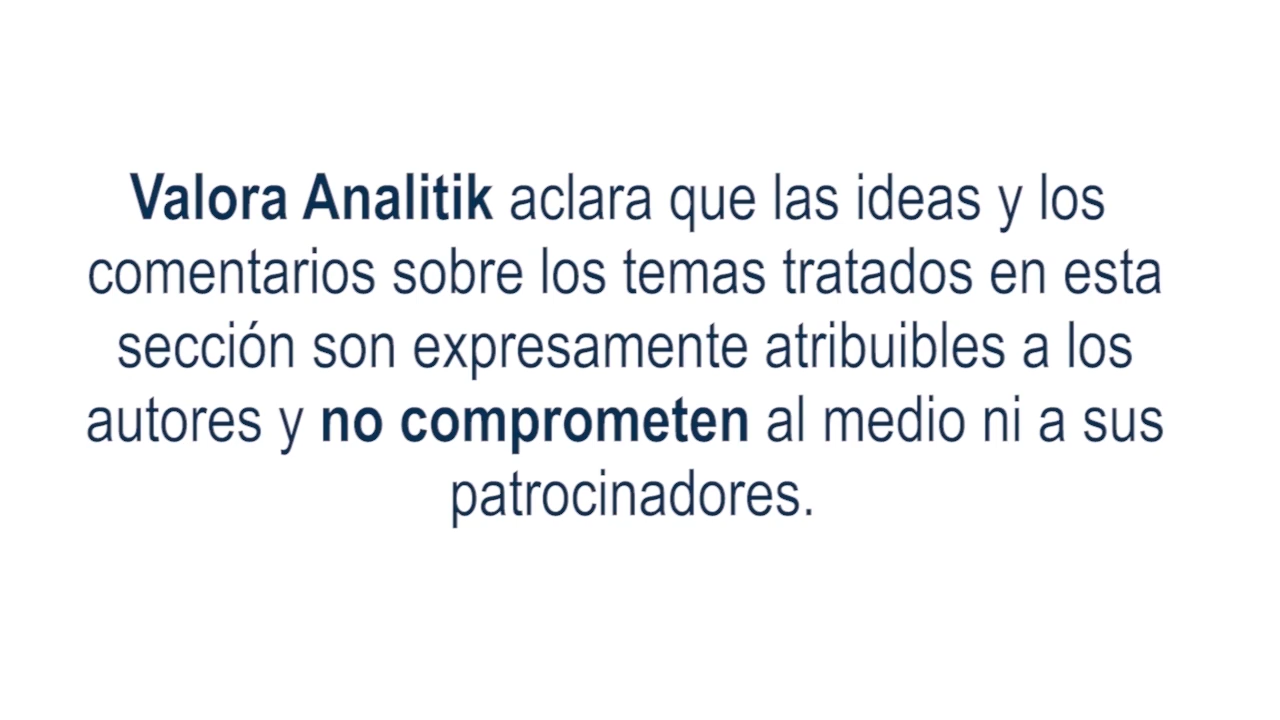 Valora Analitik aclara que las ideas y los
comentarios sobre los temas tratados en esta
sección son expresamente atribuibles a los
autores y no comprometen al medio ni a sus
patrocinadores.